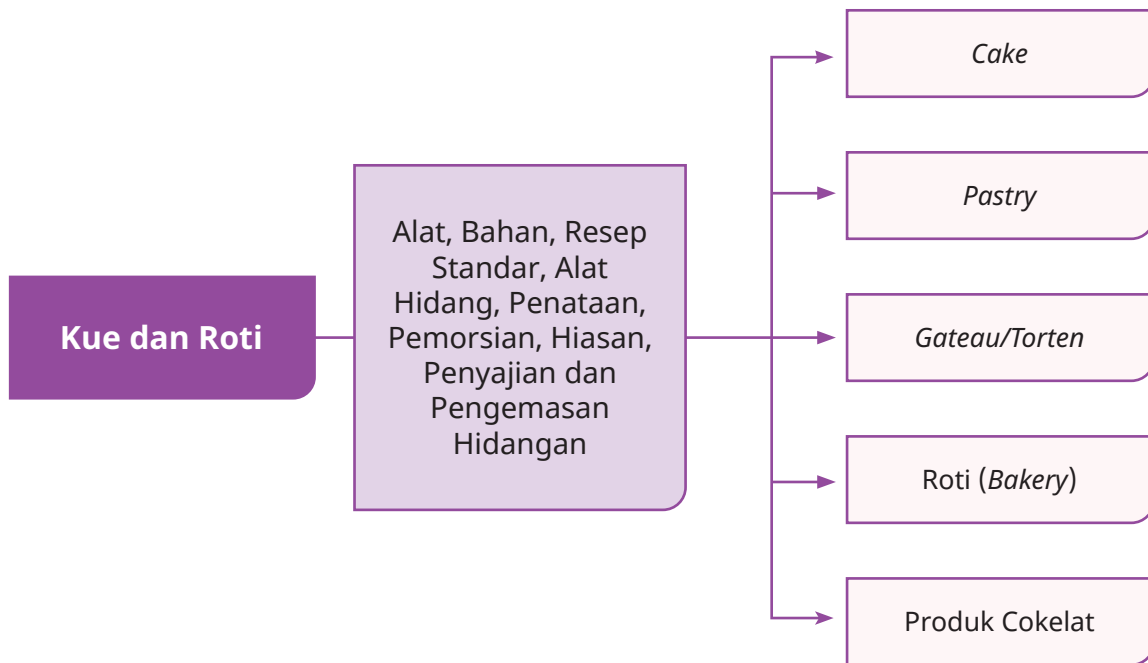 Kue dan Roti
Alat, Bahan, Resep
Standar, Alat
Hidang, Penataan,
Pemorsian, Hiasan,
Penyajian dan
Pengemasan
Hidangan
Cake
Pastry
Gateau/Torten
Roti (Bakery)
Produk Cokelat